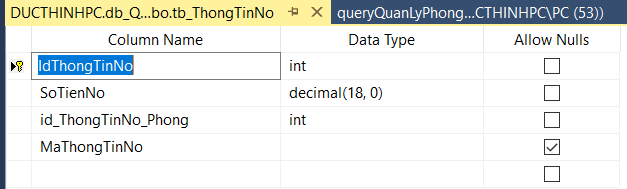 DUCTHINHPC.db_Q...bo.tb_ThongTinNo queryQuanLyPhong...CTHINHPC\PC (53))
Column Name Data Type Allow Nulls
IdThongTinNo int
SoTienNo decimal(18, 0)
id_ThongTinNo_Phong int
MaThongTinNo